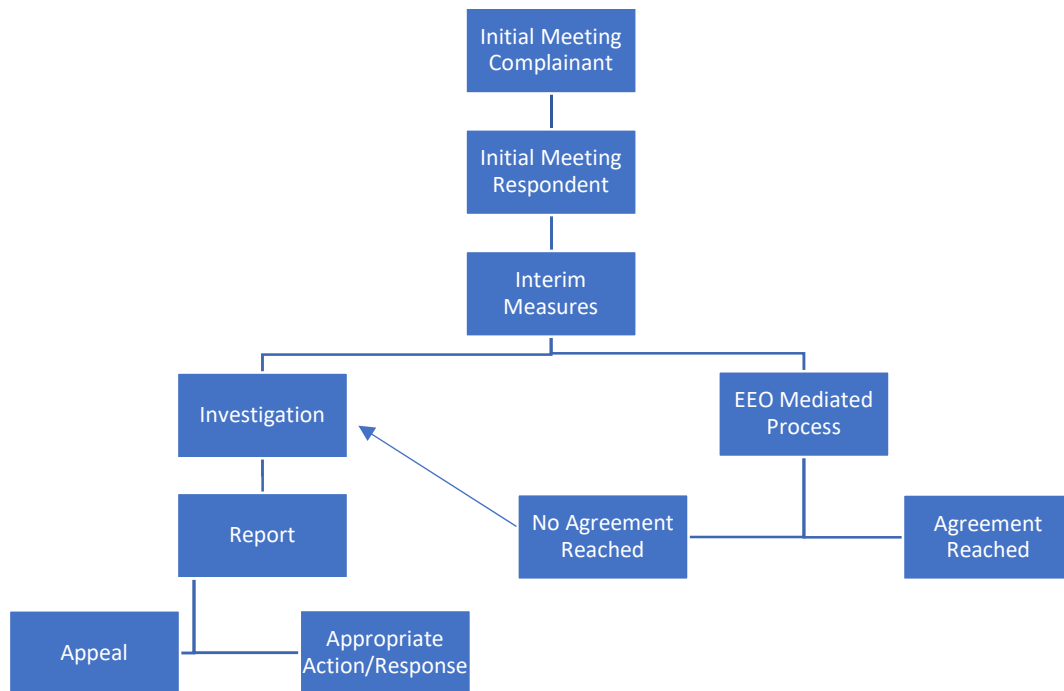 Initial Meeting
Complainant
Initial Meeting
Respondent
Interim
Measures
Investigation
EEO Mediated
Process
Report
No Agreement
Reached
Agreement
Reached
Appeal
Appropriate
Action/Response